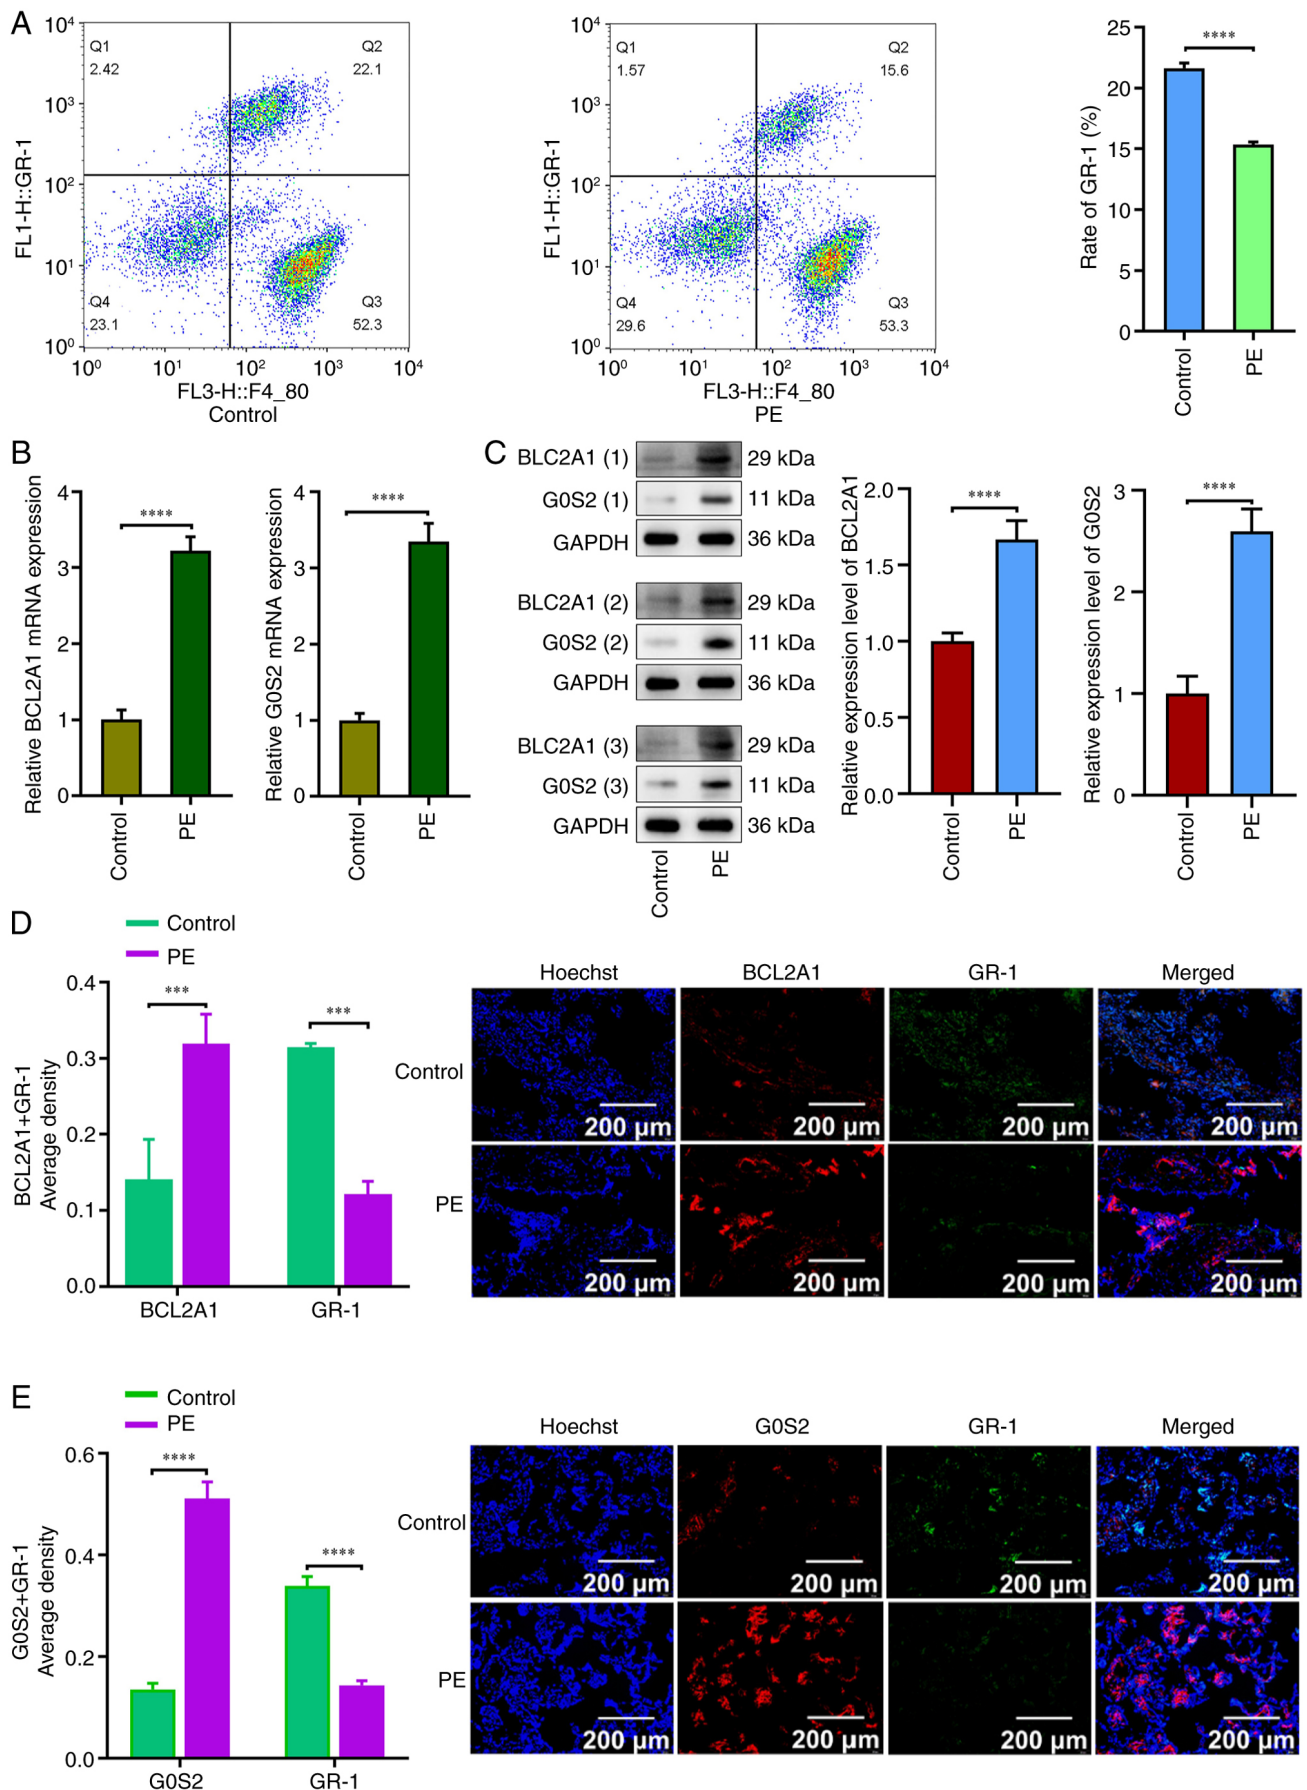 A
10⁴
10³
10²
10¹
10⁰
Q1
2.42
Q2
22.1
Q4
23.1
Q3
52.3
FL1-H::GR-1
10⁰ 10¹ 10² 10³ 10⁴
FL3-H::F4_80
Control
10⁴
10³
10²
10¹
10⁰
Q1
1.57
Q2
15.6
Q4
29.6
Q3
53.3
FL1-H::GR-1
10⁰ 10¹ 10² 10³ 10⁴
FL3-H::F4_80
PE
25
20
15
10
5
0
Rate of GR-1 (%)
****
Control
PE
B
4
3
2
1
0
Relative BCL2A1 mRNA expression
****
Control
PE
4
3
2
1
0
Relative G0S2 mRNA expression
****
Control
PE
C
BLC2A1 (1) 29 kDa
G0S2 (1) 11 kDa
GAPDH 36 kDa
BLC2A1 (2) 29 kDa
G0S2 (2) 11 kDa
GAPDH 36 kDa
BLC2A1 (3) 29 kDa
G0S2 (3) 11 kDa
GAPDH 36 kDa
Control
PE
2.0
1.5
1.0
0.5
0.0
Relative expression level of BCL2A1
****
Control
PE
3
2
1
0
Relative expression level of G0S2
****
Control
PE
D
Control
PE
0.4
0.3
0.2
0.1
0.0
BCL2A1+GR-1
Average density
***
***
BCL2A1 GR-1
Hoechst BCL2A1 GR-1 Merged
Control
200 µm 200 µm 200 µm 200 µm
PE
200 µm 200 µm 200 µm 200 µm
E
Control
PE
0.6
0.4
0.2
0.0
G0S2+GR-1
Average density
****
****
G0S2 GR-1
Hoechst G0S2 GR-1 Merged
Control
200 µm 200 µm 200 µm 200 µm
PE
200 µm 200 µm 200 µm 200 µm